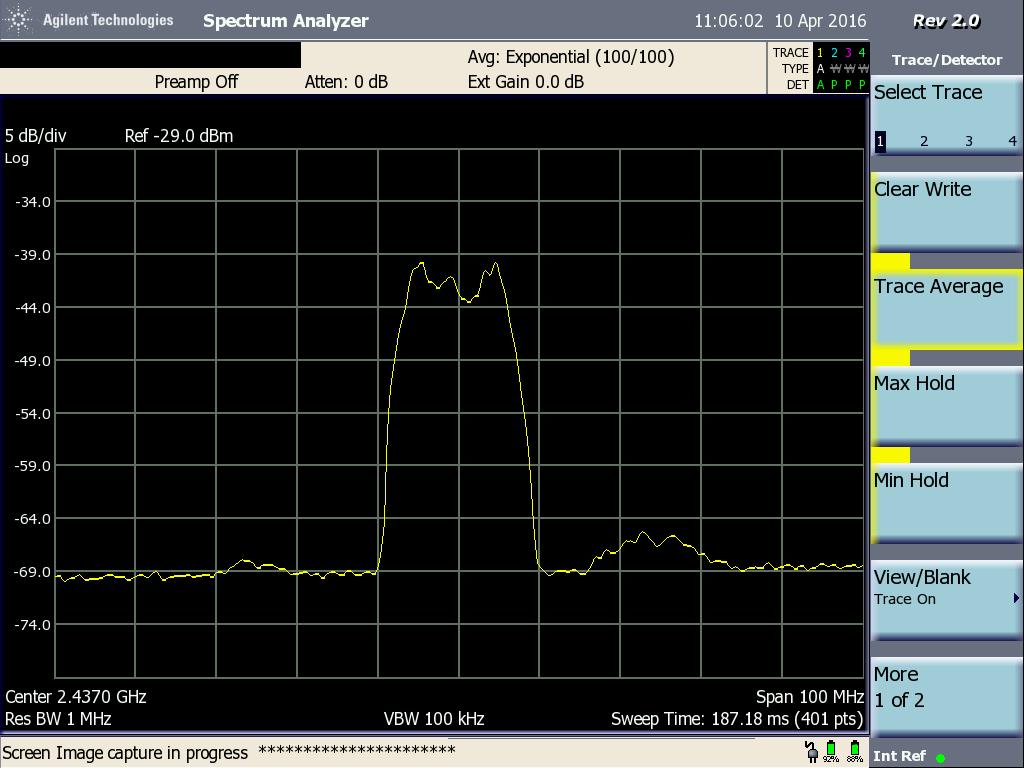 Agilent Technologies Spectrum Analyzer 11:06:02 10 Apr 2016 Rev 2.0
Avg: Exponential (100/100)
Preamp Off Atten: 0 dB Ext Gain 0.0 dB
TRACE 1 2 3 4
TYPE A W W W W
DET A P P P
Trace/Detector
Select Trace
1 2 3 4
5 dB/div Ref -29.0 dBm
Log
-34.0
-39.0
-44.0
-49.0
-54.0
-59.0
-64.0
-69.0
-74.0
Center 2.4370 GHz Span 100 MHz
Res BW 1 MHz VBW 100 kHz Sweep Time: 187.18 ms (401 pts)
Clear Write
Trace Average
Max Hold
Min Hold
View/Blank
Trace On
More
1 of 2
Screen Image capture in progress **********************
92% 88%
Int Ref